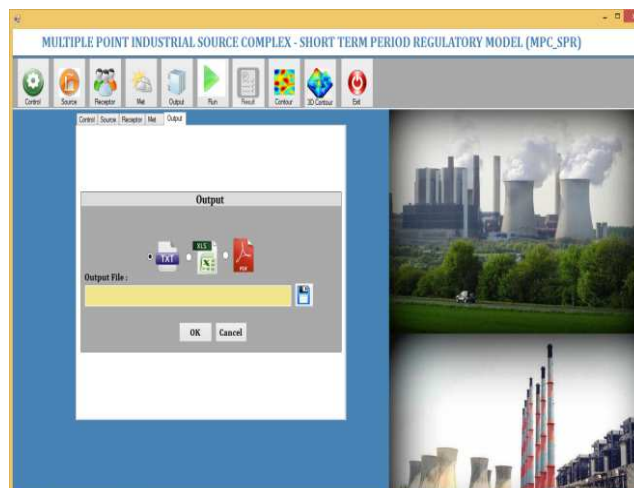 MULTIPLE POINT INDUSTRIAL SOURCE COMPLEX - SHORT TERM PERIOD REGULATORY MODEL (MPC_SPR)
Control Source Receptor Met Output Run Result Contour 3D Contour Exit
Control Source Receptor Met Output
Output
TXT XLS PDF
Output File :
OK Cancel